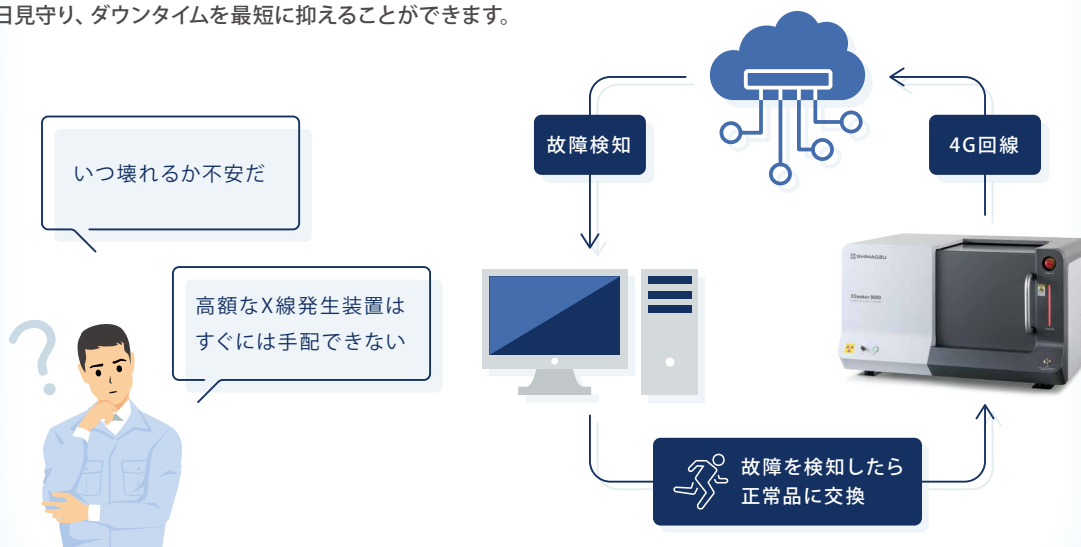 日見守り、ダウンタイムを最短に抑えることができます。
故障検知
4G回線
いつ壊れるか不安だ
SHIMADZU
XSeeker 8000
高額なX線発生装置は
すぐには手配できない
?
故障を検知したら
正常品に交換